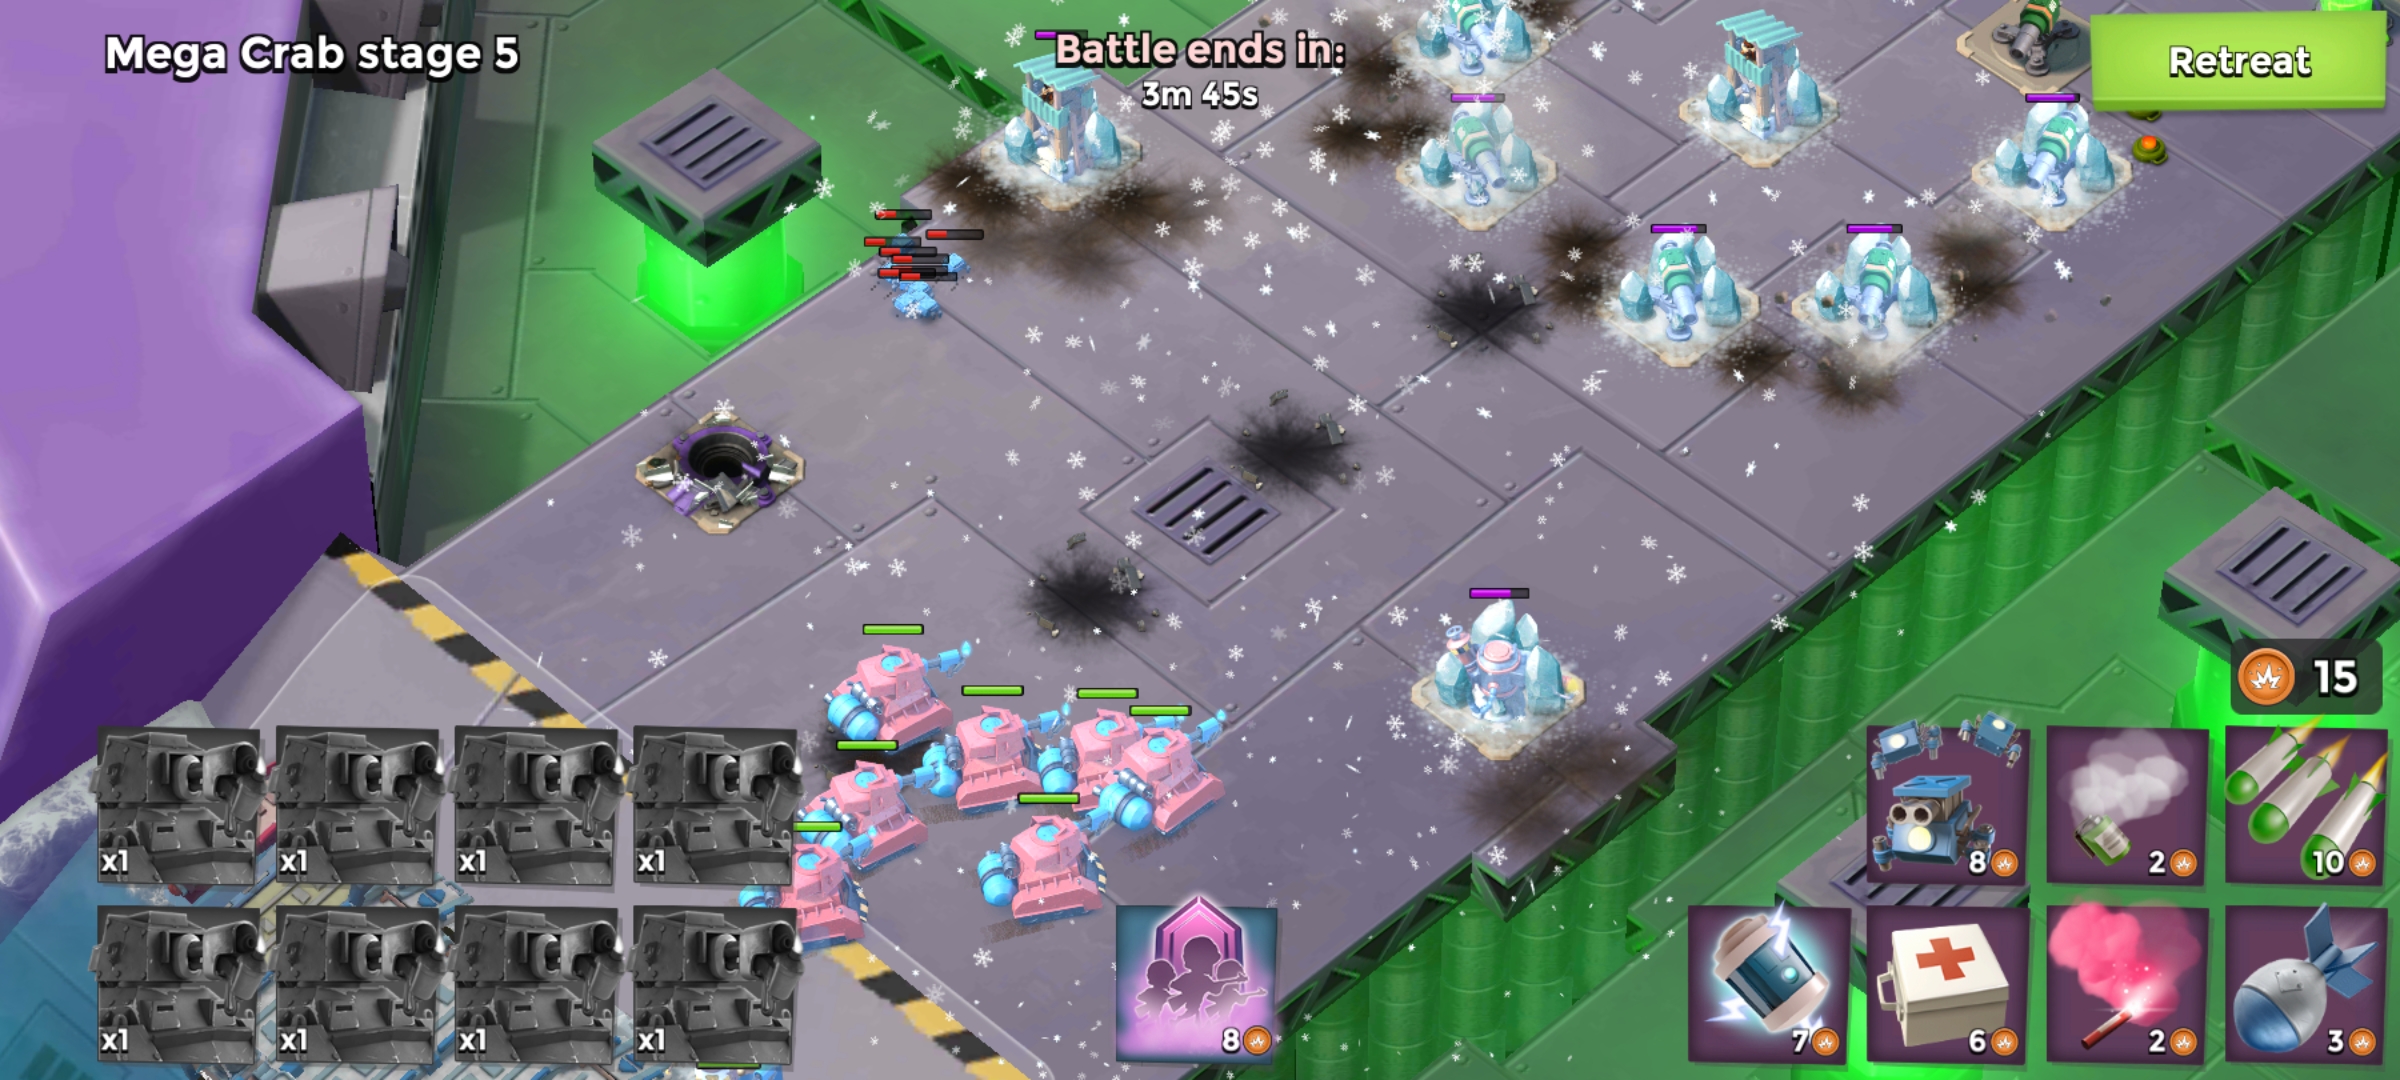 Mega Crab stage 5
Battle ends in:
3m 45s
Retreat
15
x1
x1
x1
x1
8
2
10
x1
x1
x1
x1
8
7
6
2
3